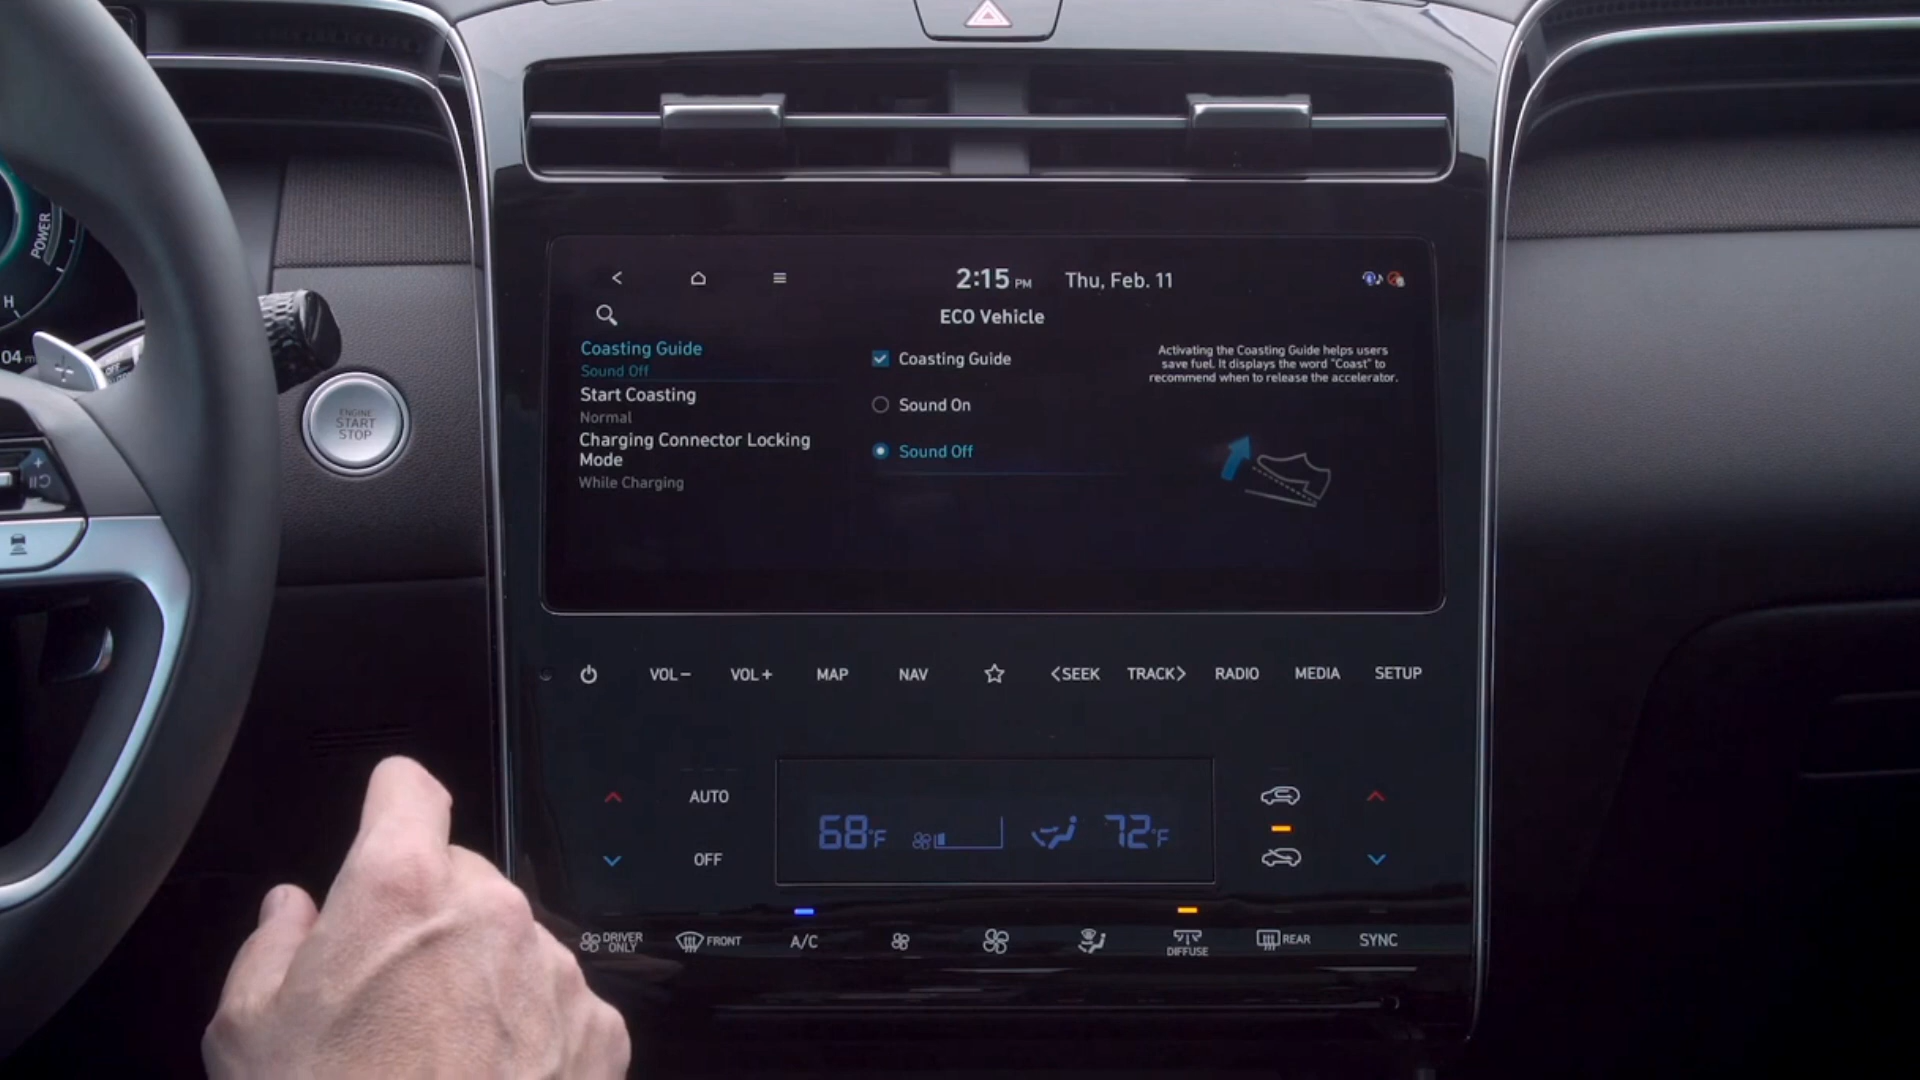 2:15 PM Thu, Feb. 11
ECO Vehicle
Coasting Guide
Sound Off
Start Coasting
Normal
Charging Connector Locking
Mode
While Charging
Coasting Guide
Sound On
Sound Off
Activating the Coasting Guide helps users
save fuel. It displays the word "Coast" to
recommend when to release the accelerator.
POWER
H
04
OFF
ENGINE
START
STOP
VOL− VOL+ MAP NAV <SEEK TRACK> RADIO MEDIA SETUP
AUTO
OFF
68°F 72°F
DRIVER
ONLY
FRONT
A/C
DIFFUSE
REAR
SYNC